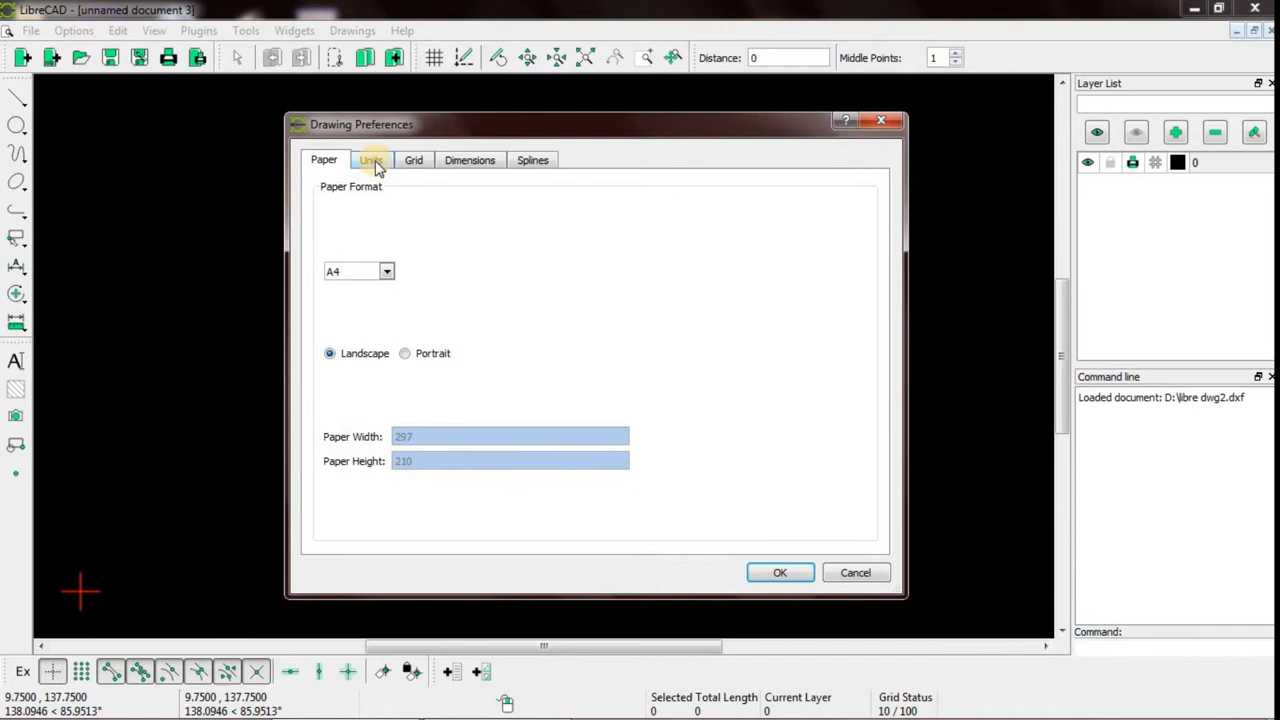 LibreCAD - [unnamed document 3]
File Options Edit View Plugins Tools Widgets Drawings Help
Distance: 0 Middle Points: 1
Layer List
0
Drawing Preferences
Paper Units Grid Dimensions Splines
Paper Format
A4
Landscape Portrait
Paper Width: 297
Paper Height: 210
OK Cancel
Command line
Loaded document: D:\libre dwg2.dxf
Command:
A
Ex
9.7500 , 137.7500 9.7500 , 137.7500 Selected Total Length Current Layer Grid Status
138.0946 < 85.9513° 138.0946 < 85.9513° 0 0 0 10 / 100